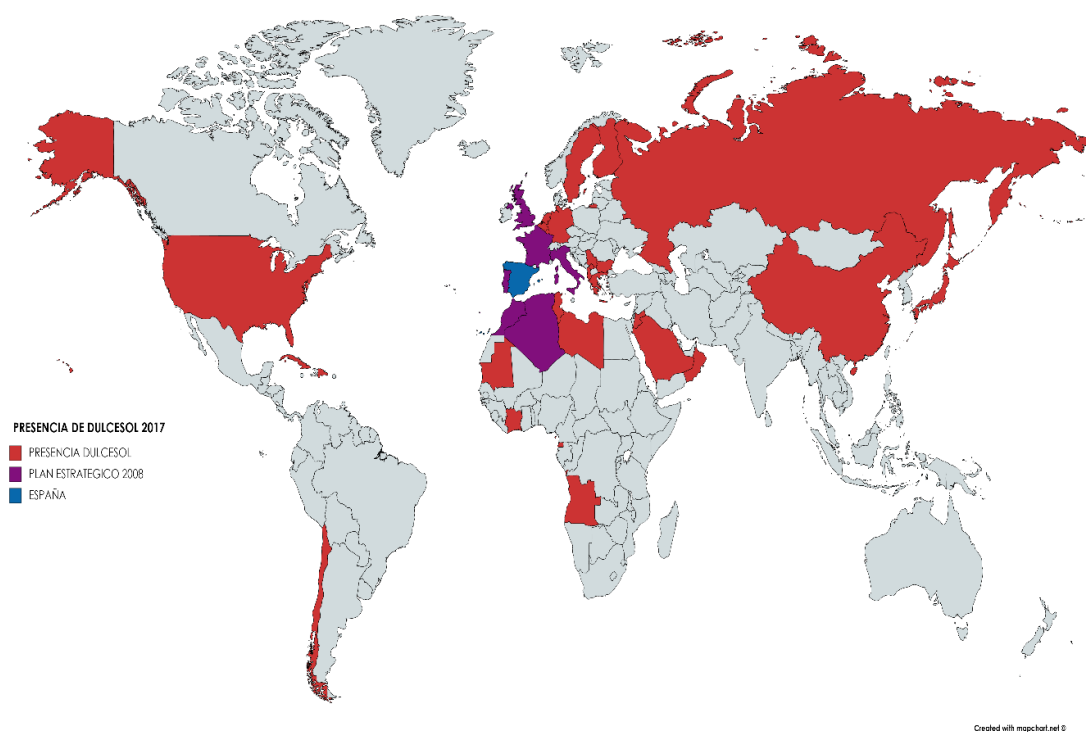 PRESENCIA DE DULCESOL 2017
PRESENCIA DULCESOL
PLAN ESTRATEGICO 2008
ESPAÑA
Created with mapchart.net ©